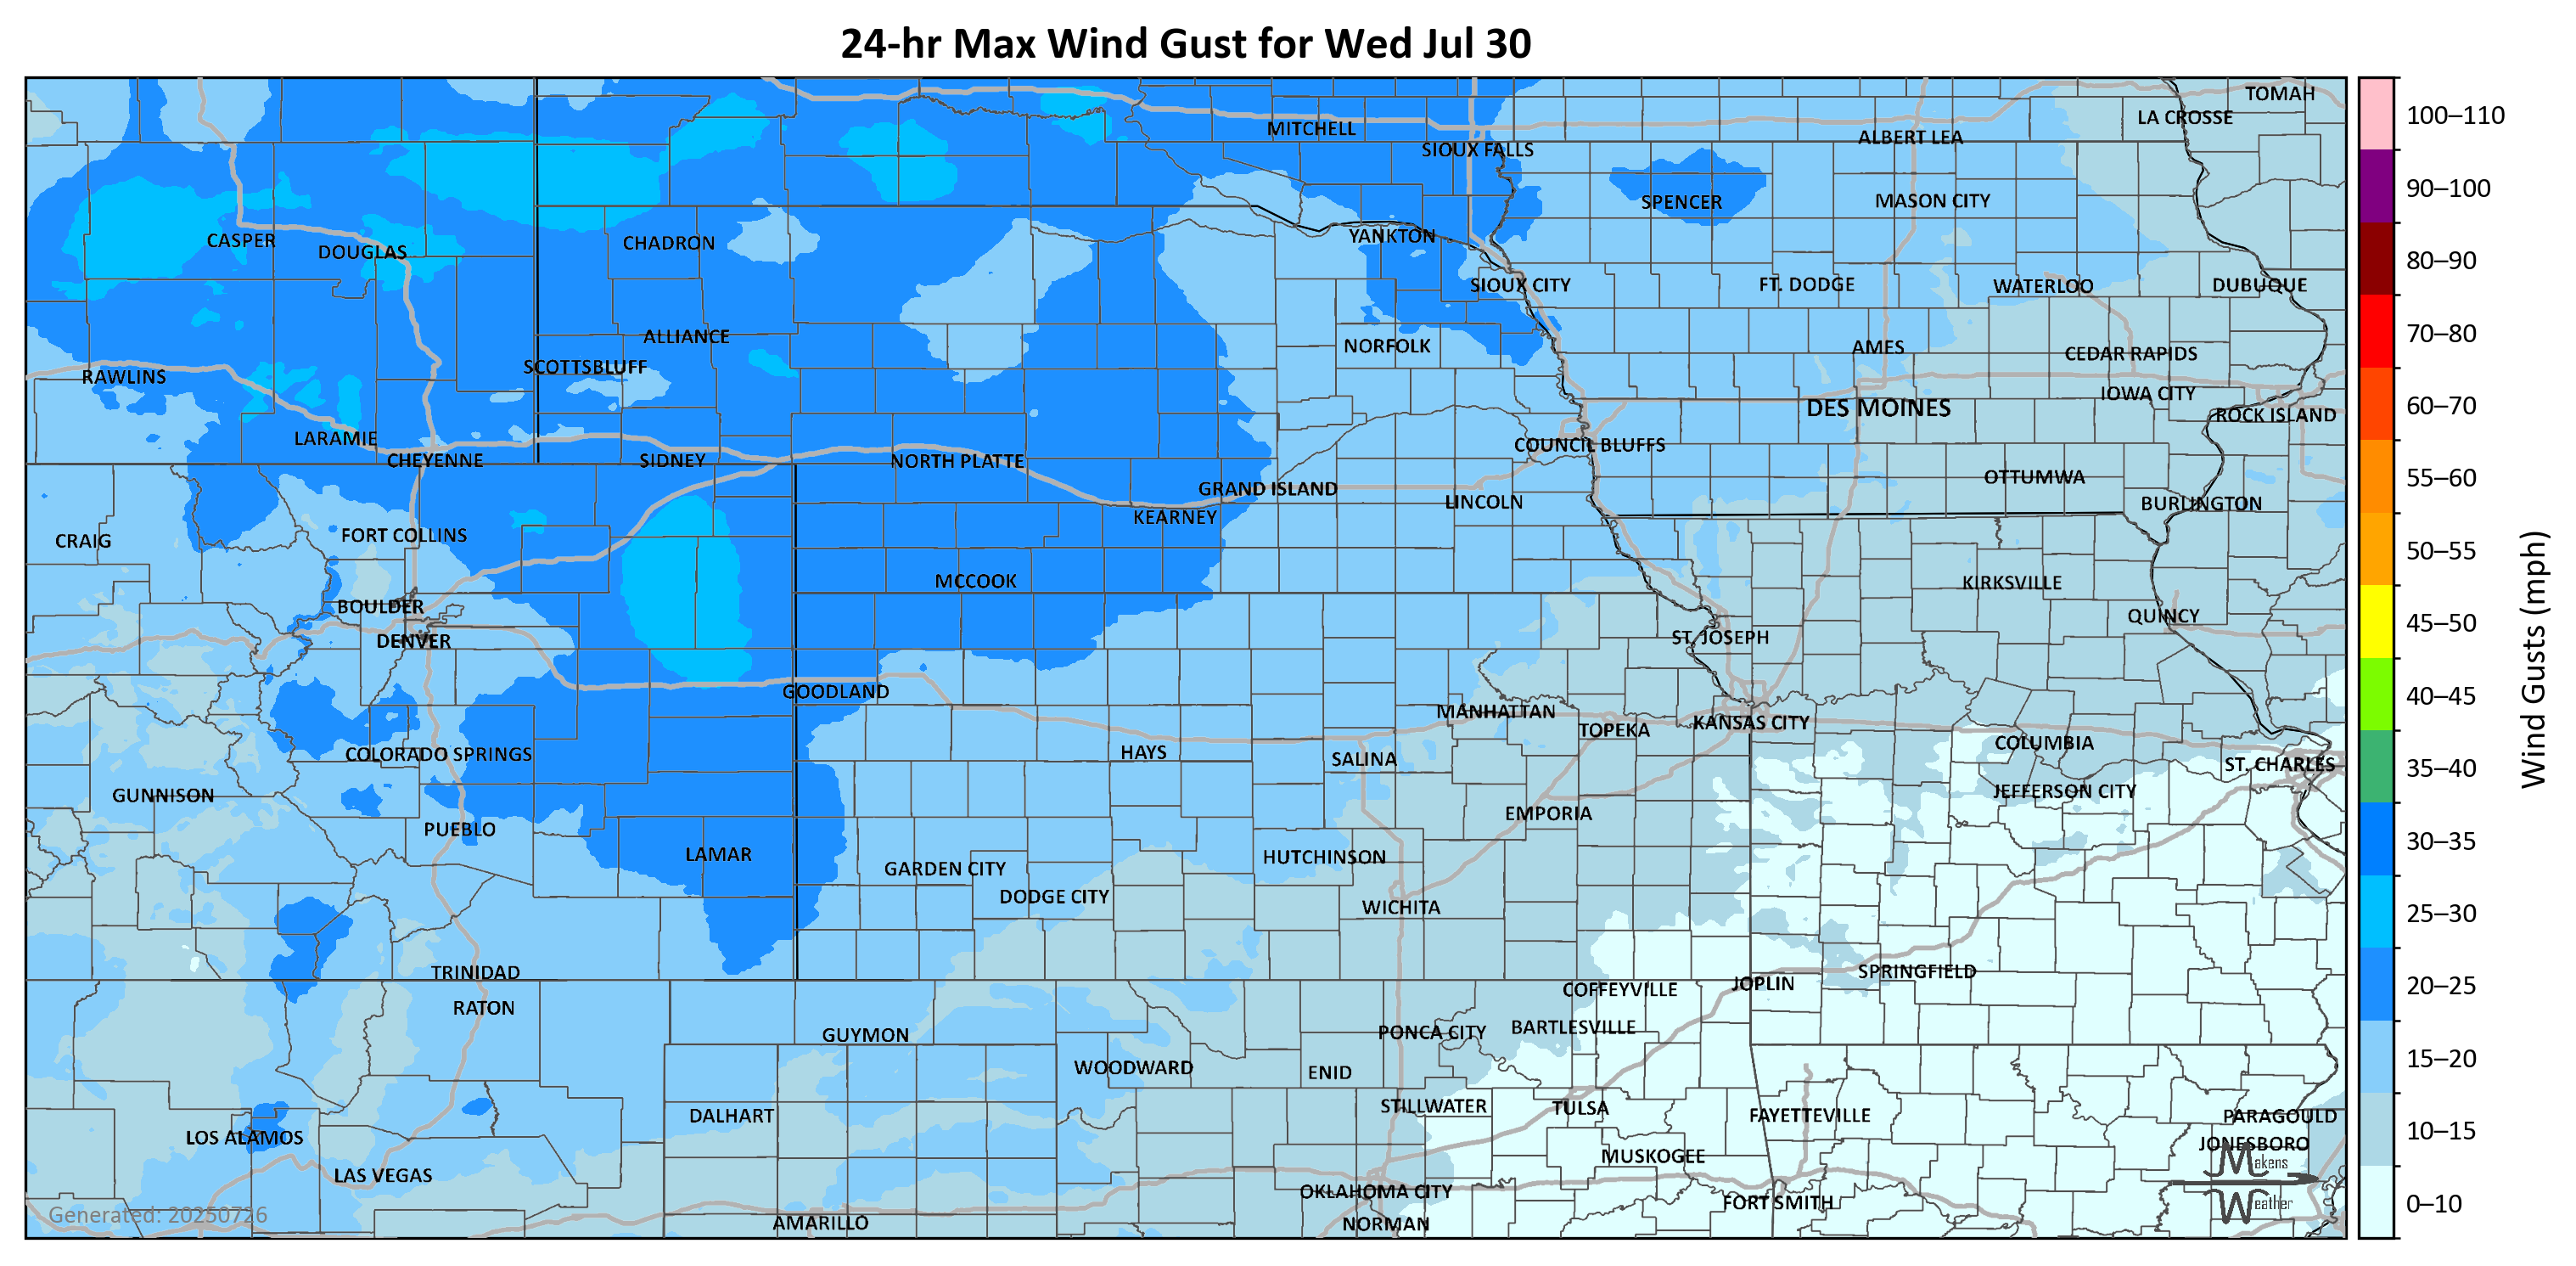 24-hr Max Wind Gust for Wed Jul 30
TOMAH
LA CROSSE
MITCHELL
ALBERT LEA
SIOUX FALLS
SPENCER
MASON CITY
CASPER
DOUGLAS
CHADRON
YANKTON
SIOUX CITY
FT. DODGE
WATERLOO
DUBUQUE
ALLIANCE
NORFOLK
AMES
CEDAR RAPIDS
SCOTTSBLUFF
RAWLINS
IOWA CITY
DES MOINES
ROCK ISLAND
LARAMIE
COUNCIL BLUFFS
CHEYENNE
SIDNEY
NORTH PLATTE
OTTUMWA
GRAND ISLAND
LINCOLN
BURLINGTON
KEARNEY
FORT COLLINS
CRAIG
MCCOOK
KIRKSVILLE
BOULDER
QUINCY
DENVER
ST. JOSEPH
GOODLAND
MANHATTAN
KANSAS CITY
TOPEKA
COLUMBIA
COLORADO SPRINGS
HAYS
SALINA
ST. CHARLES
GUNNISON
JEFFERSON CITY
EMPORIA
PUEBLO
LAMAR
HUTCHINSON
GARDEN CITY
DODGE CITY
WICHITA
TRINIDAD
SPRINGFIELD
JOPLIN
COFFEYVILLE
RATON
BARTLESVILLE
GUYMON
PONCA CITY
WOODWARD
ENID
STILLWATER
TULSA
DALHART
FAYETTEVILLE
PARAGOULD
LOS ALAMOS
JONESBORO
MUSKOGEE
LAS VEGAS
OKLAHOMA CITY
FORT SMITH
AMARILLO
NORMAN
Makens
Weather
Generated: 20250726
100–110
90–100
80–90
70–80
60–70
55–60
50–55
45–50
40–45
35–40
30–35
25–30
20–25
15–20
10–15
0–10
Wind Gusts (mph)